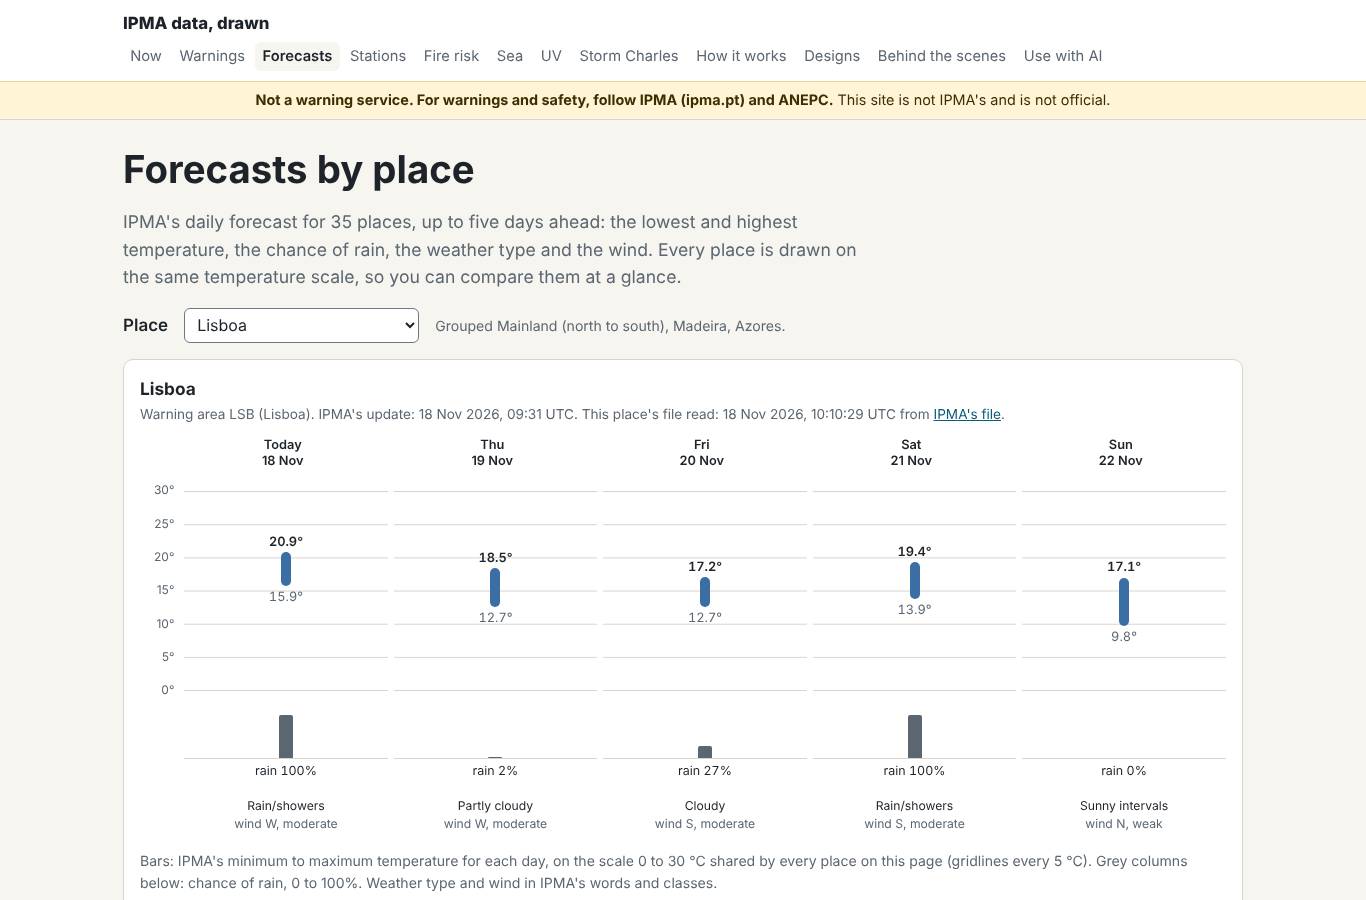 IPMA data, drawn
Now Warnings Forecasts Stations Fire risk Sea UV Storm Charles How it works Designs Behind the scenes Use with AI
Not a warning service. For warnings and safety, follow IPMA (ipma.pt) and ANEPC. This site is not IPMA's and is not official.
Forecasts by place
IPMA's daily forecast for 35 places, up to five days ahead: the lowest and highest
temperature, the chance of rain, the weather type and the wind. Every place is drawn on
the same temperature scale, so you can compare them at a glance.
Place Lisboa Grouped Mainland (north to south), Madeira, Azores.
Lisboa
Warning area LSB (Lisboa). IPMA's update: 18 Nov 2026, 09:31 UTC. This place's file read: 18 Nov 2026, 10:10:29 UTC from IPMA's file.
Today Thu Fri Sat Sun
18 Nov 19 Nov 20 Nov 21 Nov 22 Nov
30°
25°
20.9° 18.5° 17.2° 19.4° 17.1°
20°
15°
15.9° 12.7° 12.7° 13.9° 9.8°
10°
5°
0°
rain 100% rain 2% rain 27% rain 100% rain 0%
Rain/showers Partly cloudy Cloudy Rain/showers Sunny intervals
wind W, moderate wind W, moderate wind S, moderate wind S, moderate wind N, weak
Bars: IPMA's minimum to maximum temperature for each day, on the scale 0 to 30 °C shared by every place on this page (gridlines every 5 °C). Grey columns
below: chance of rain, 0 to 100%. Weather type and wind in IPMA's words and classes.